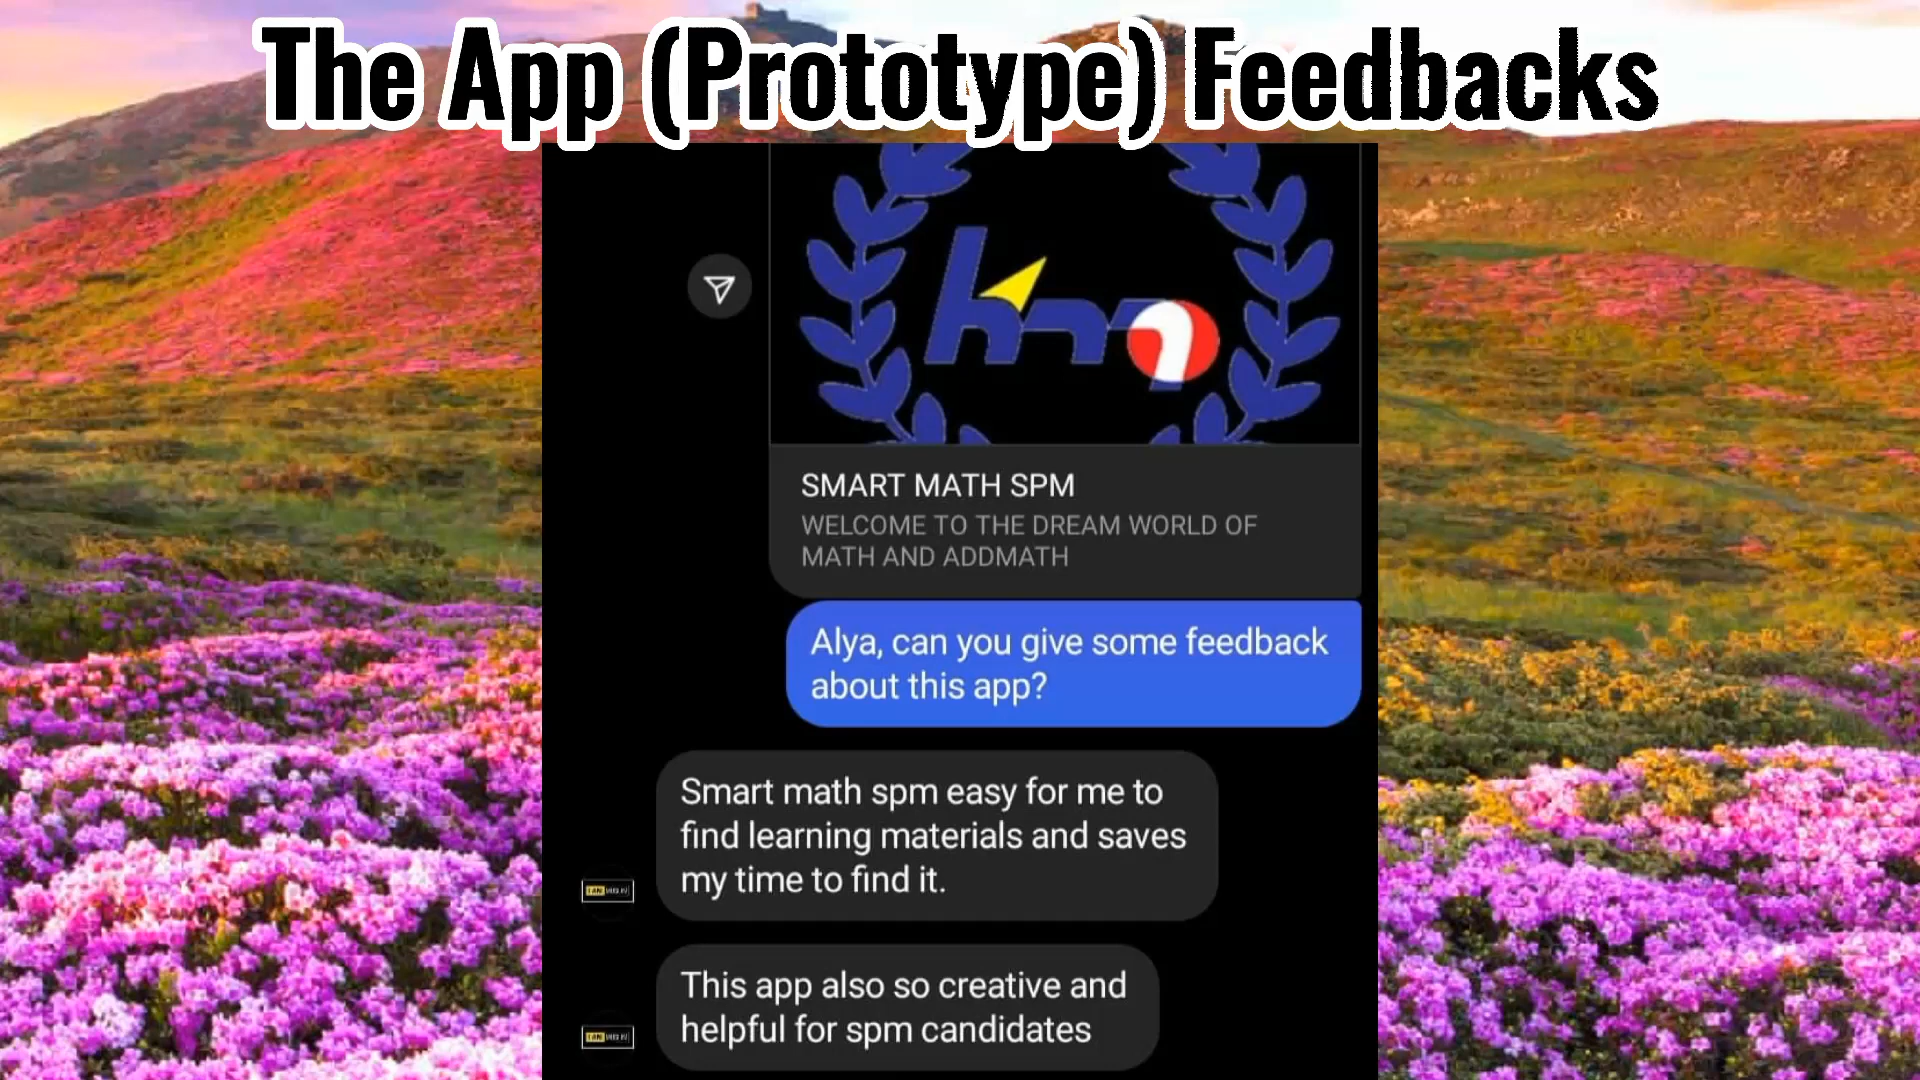 The App (Prototype) Feedbacks
SMART MATH SPM
WELCOME TO THE DREAM WORLD OF
MATH AND ADDMATH
Alya, can you give some feedback
about this app?
Smart math spm easy for me to
find learning materials and saves
my time to find it.
This app also so creative and
helpful for spm candidates